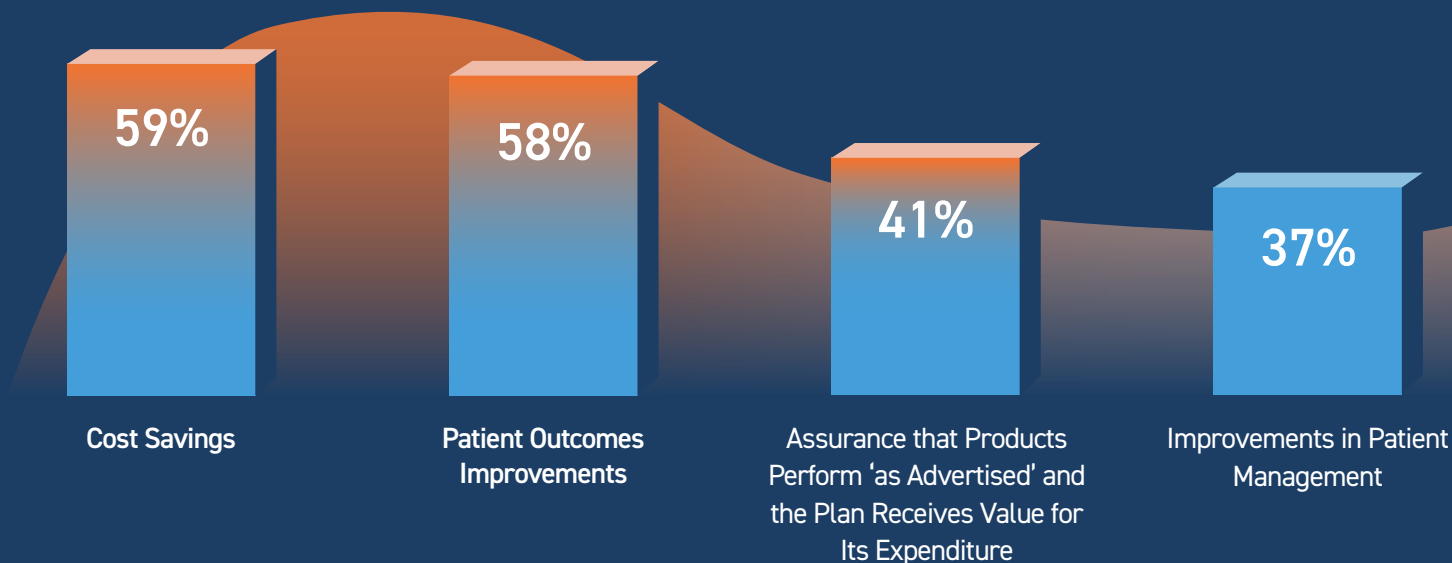 59%
58%
41%
37%
Cost Savings
Patient Outcomes
Improvements
Assurance that Products
Perform ‘as Advertised’ and
the Plan Receives Value for
Its Expenditure
Improvements in Patient
Management